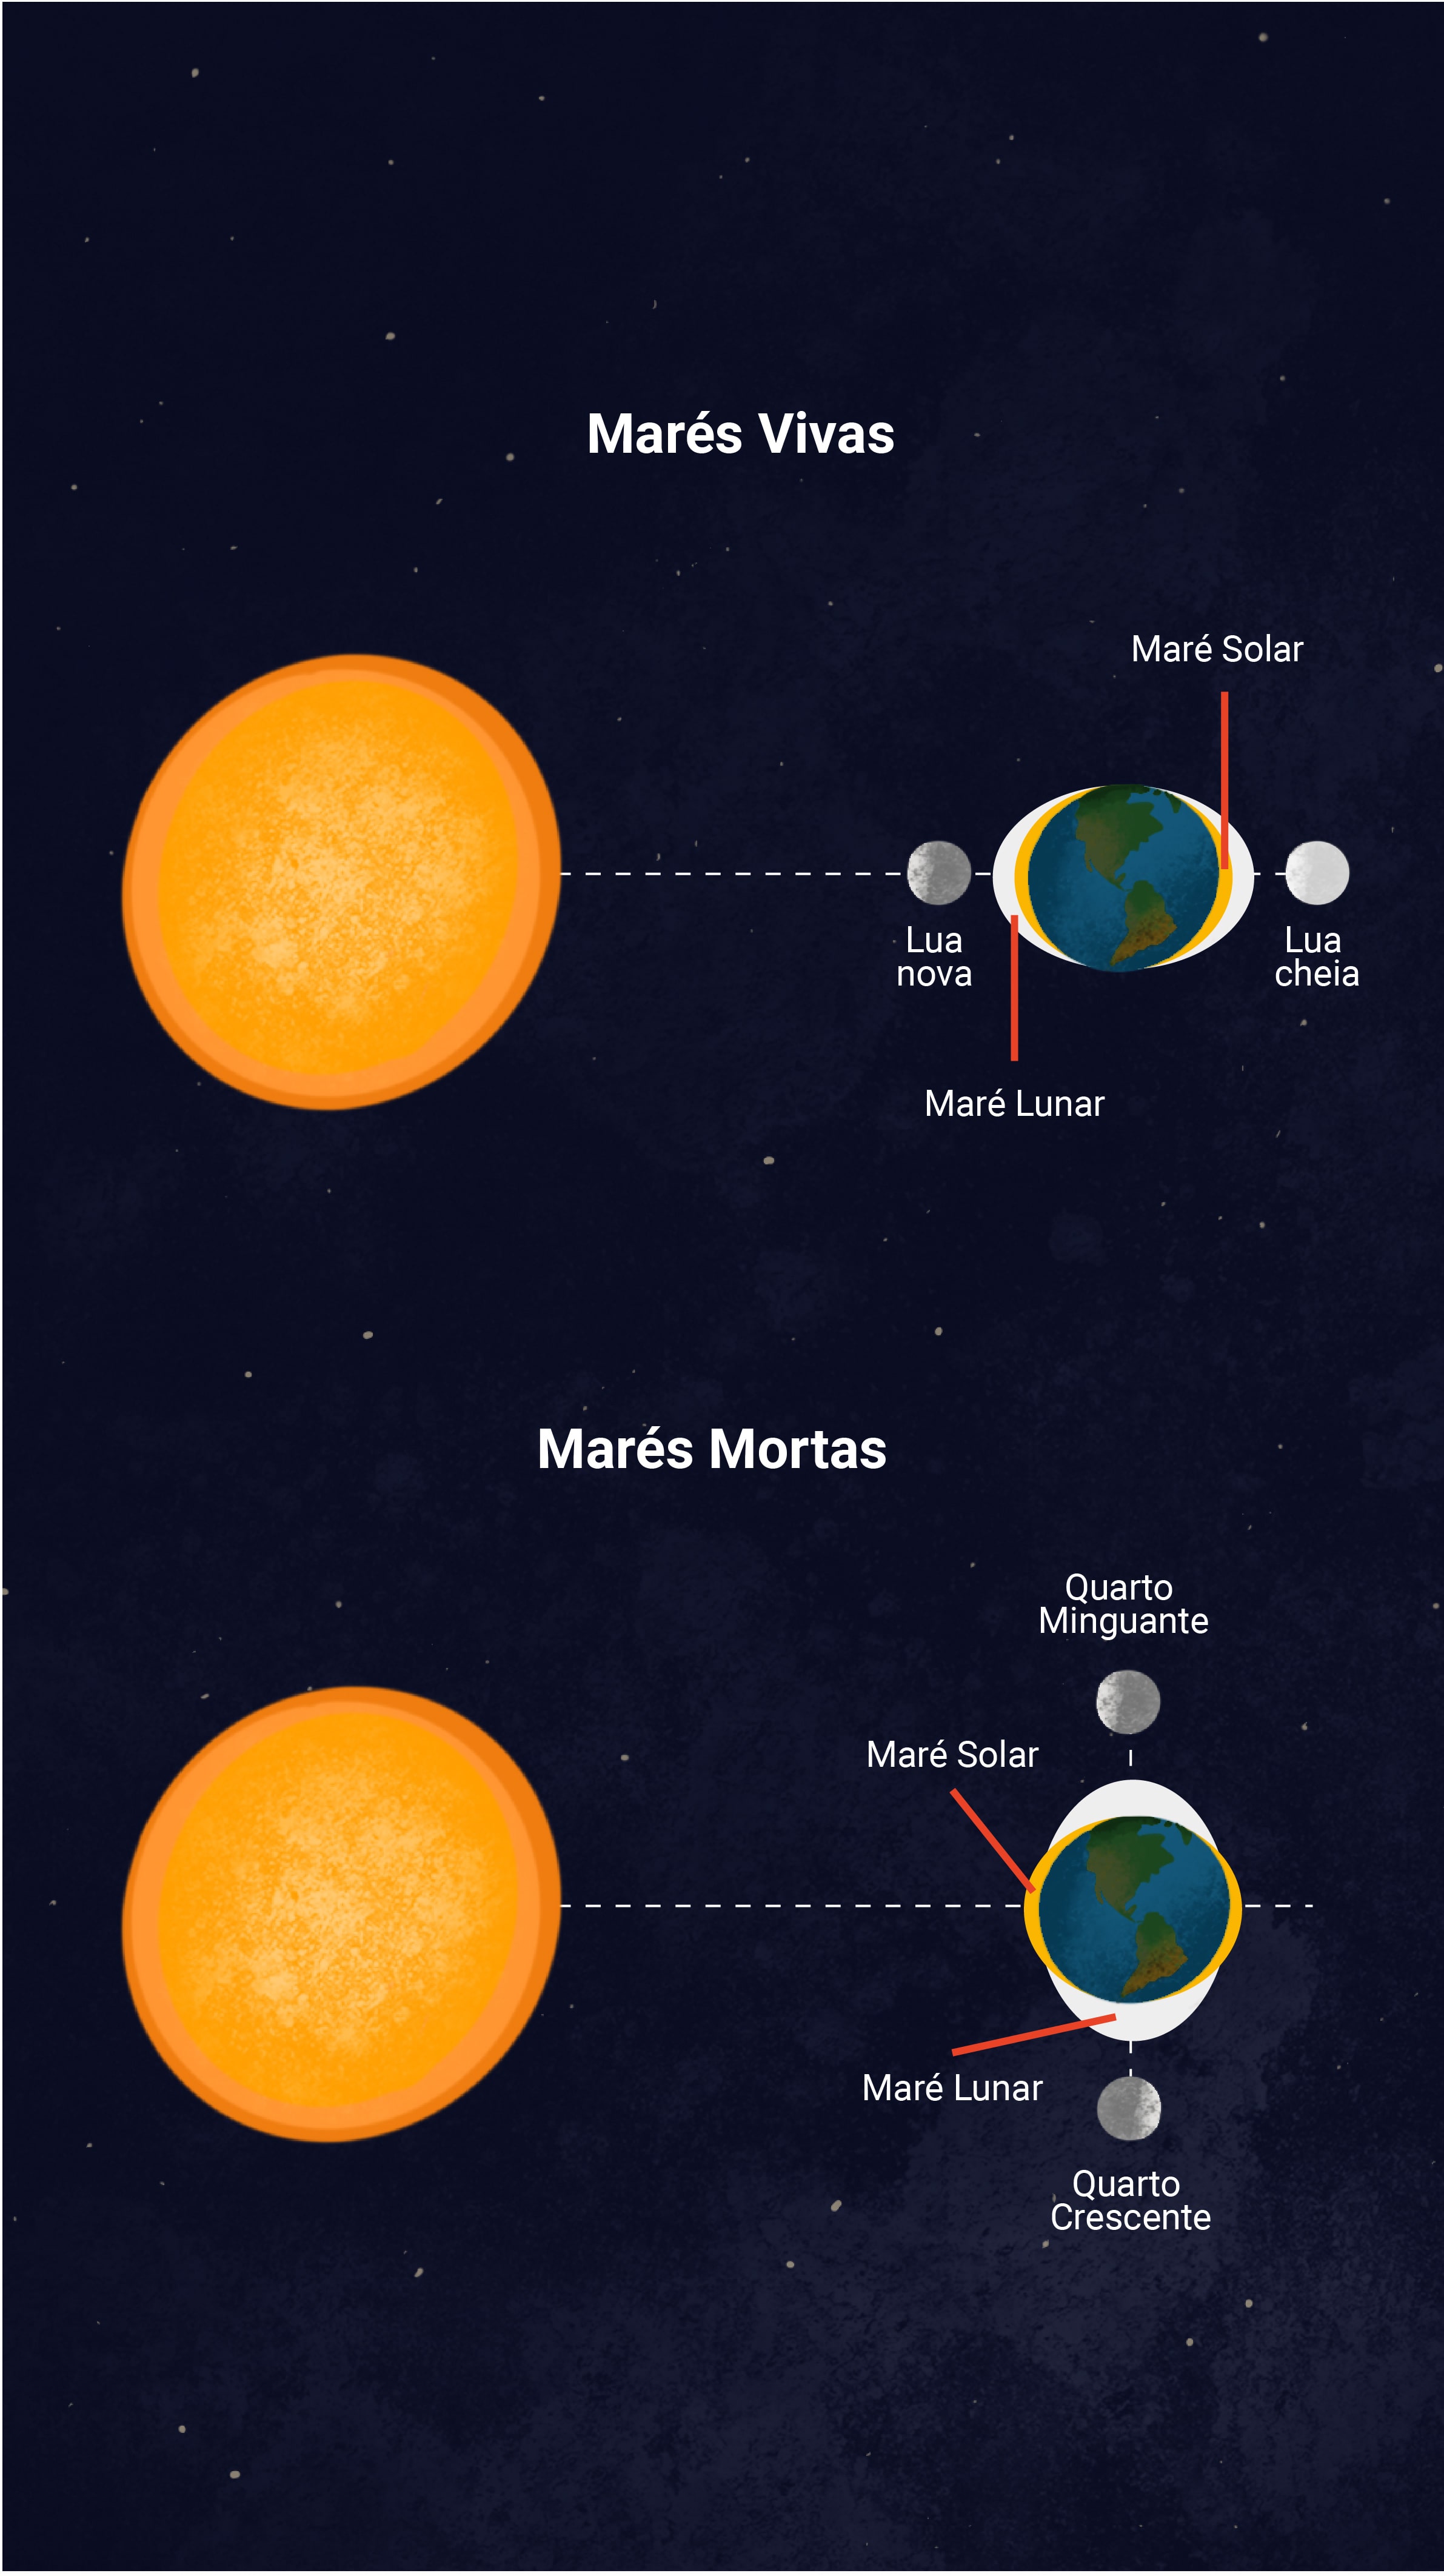 Marés Vivas
Maré Solar
Lua
nova
Lua
cheia
Maré Lunar
Marés Mortas
Quarto
Minguante
Maré Solar
Maré Lunar
Quarto
Crescente